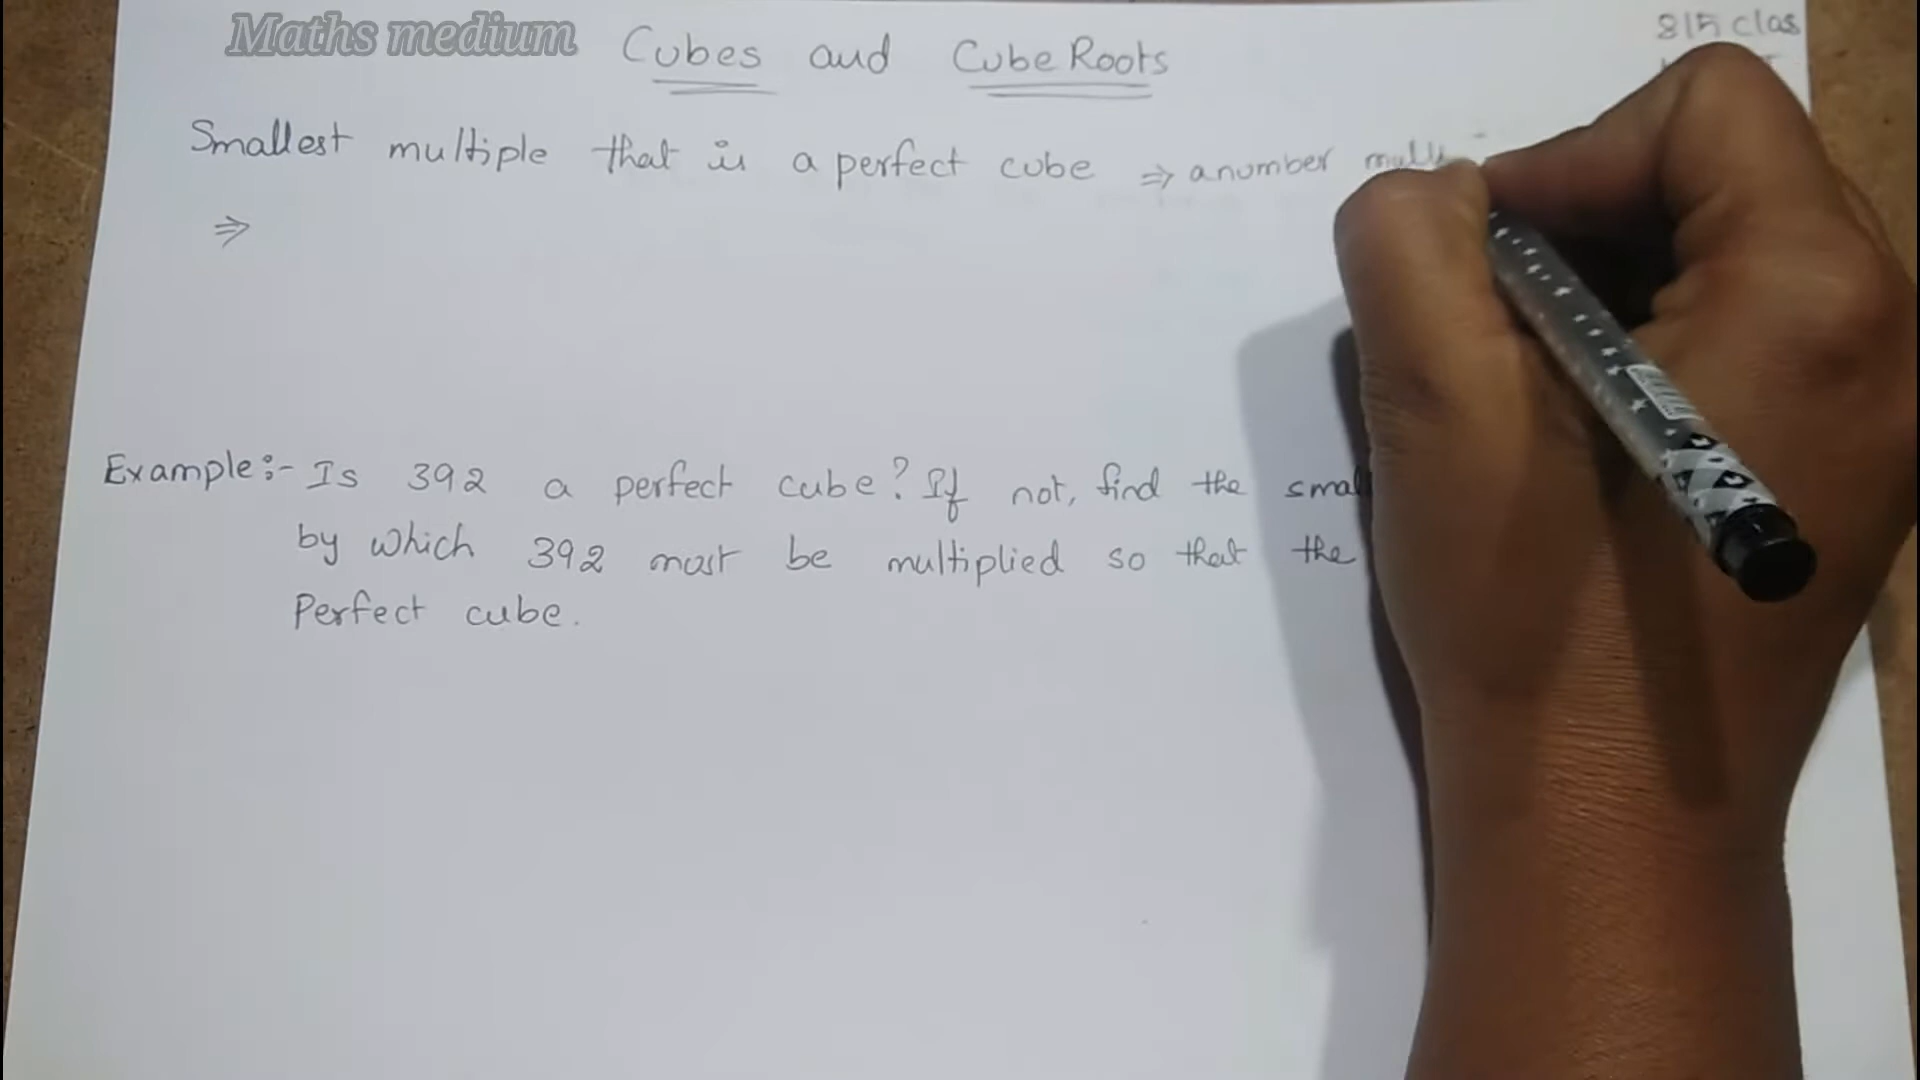 Maths medium
Cubes and Cube Roots
8th clas
Smallest multiple that is a perfect cube ⇒ a number
⇒
Example:- Is 392 a perfect cube? If not, find the
by which 392 must be multiplied so that the
Perfect cube.